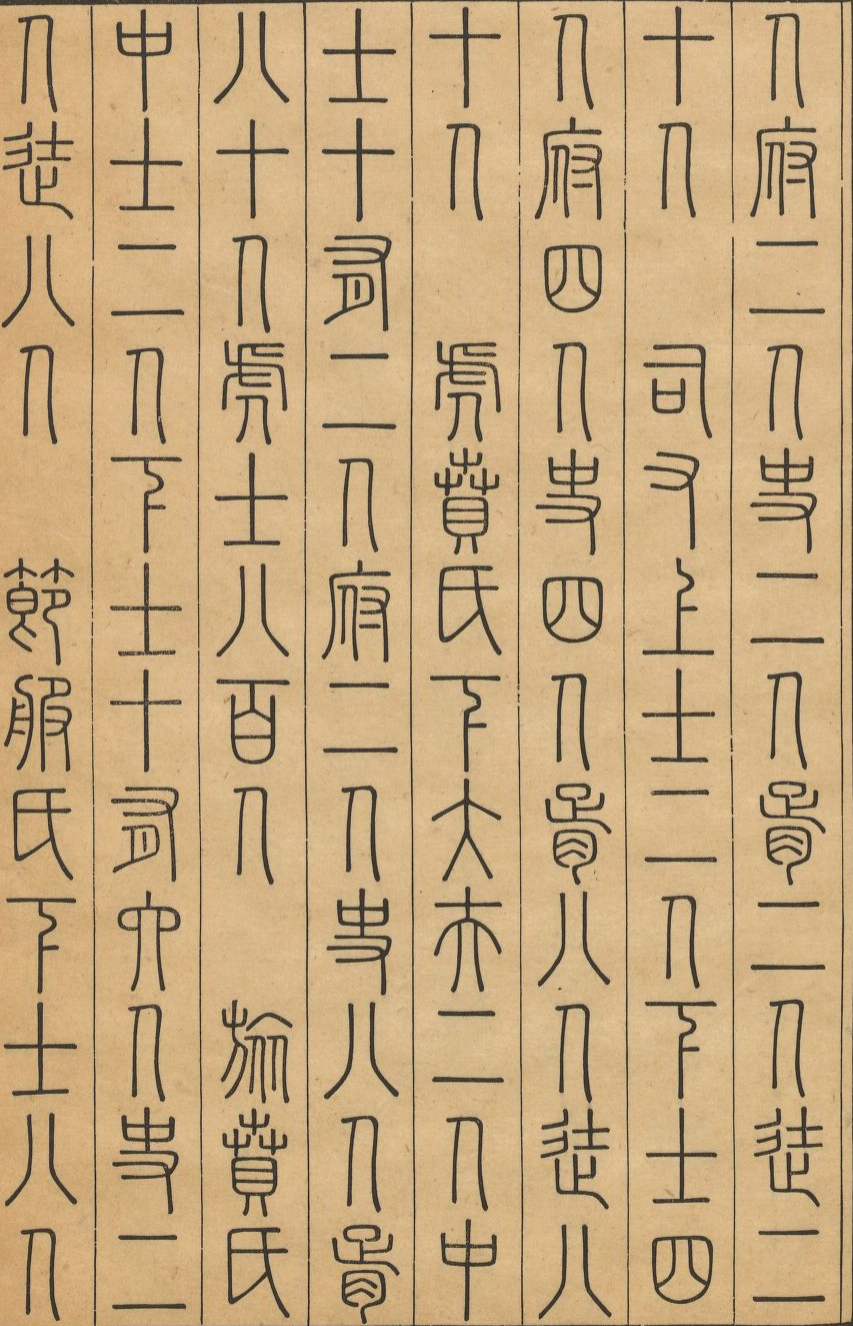 人府二人史二人胥二人徒二
十人　司又上士二人下士四
人府四人史四人胥八人徒八
十人　虎賁氏下大夫二人中
士十有二人府二人史八人胥
八十人虎士八百人　旅賁氏
中士二人下士十有六人史二
人徒八人　節服氏下士八人